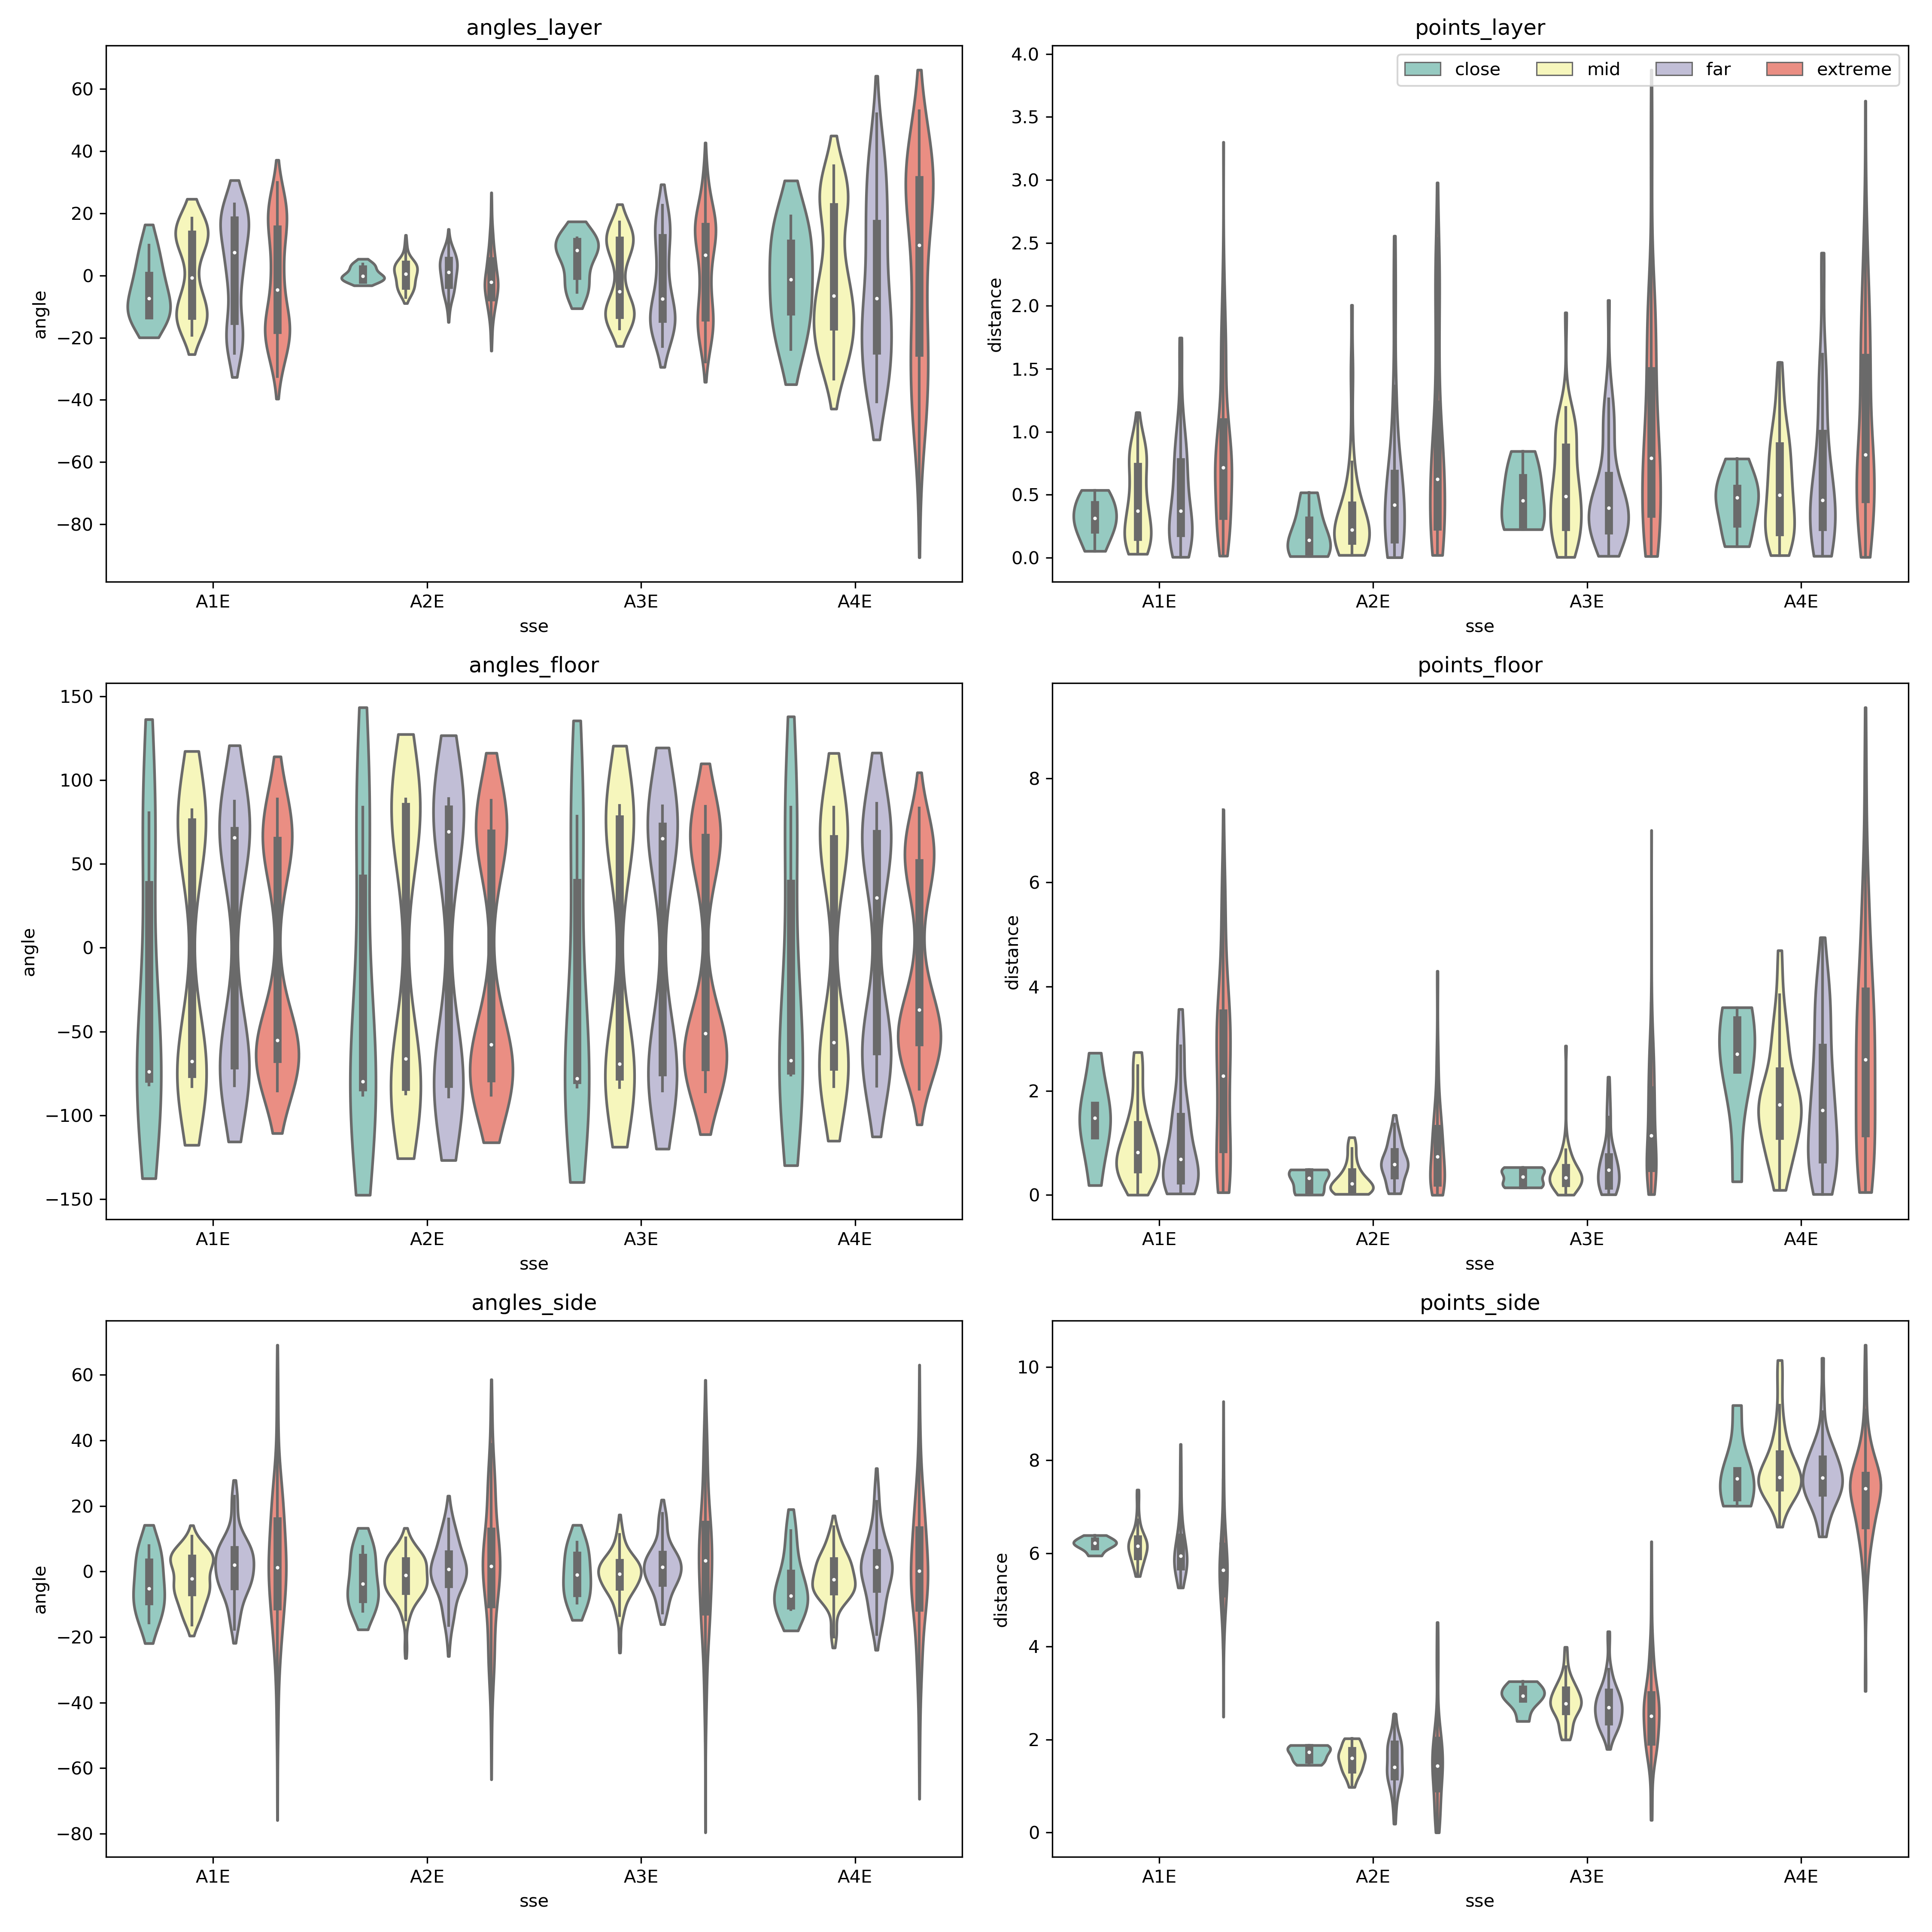 angles_layer
angle
60
40
20
0
−20
−40
−60
−80
A1E A2E A3E A4E
sse
points_layer
close mid far extreme
distance
4.0
3.5
3.0
2.5
2.0
1.5
1.0
0.5
0.0
A1E A2E A3E A4E
sse
angles_floor
angle
150
100
50
0
−50
−100
−150
A1E A2E A3E A4E
sse
points_floor
distance
8
6
4
2
0
A1E A2E A3E A4E
sse
angles_side
angle
60
40
20
0
−20
−40
−60
−80
A1E A2E A3E A4E
sse
points_side
distance
10
8
6
4
2
0
A1E A2E A3E A4E
sse